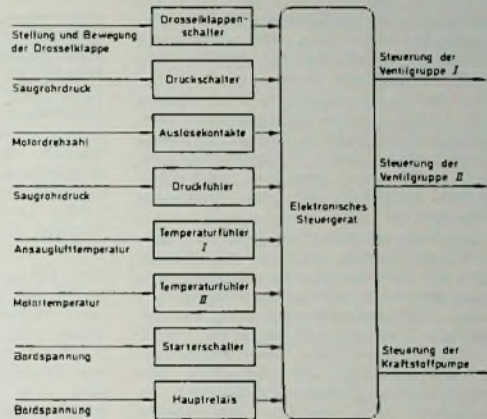 Stellung und Bewegung
der Drosselklappe
Drosselklappen-
schalter
Saugrohrdruck
Druckschalter
Motordrehzahl
Auslösekontakte
Saugrohrdruck
Druckfühler
Ansauglufttemperatur
Temperaturfühler
I
Motortemperatur
Temperaturfühler
II
Bordspannung
Starterschalter
Bordspannung
Hauptrelais
Elektronisches
Steuergerät
Steuerung der
Ventilgruppe I
Steuerung der
Ventilgruppe II
Steuerung der
Kraftstoffpumpe